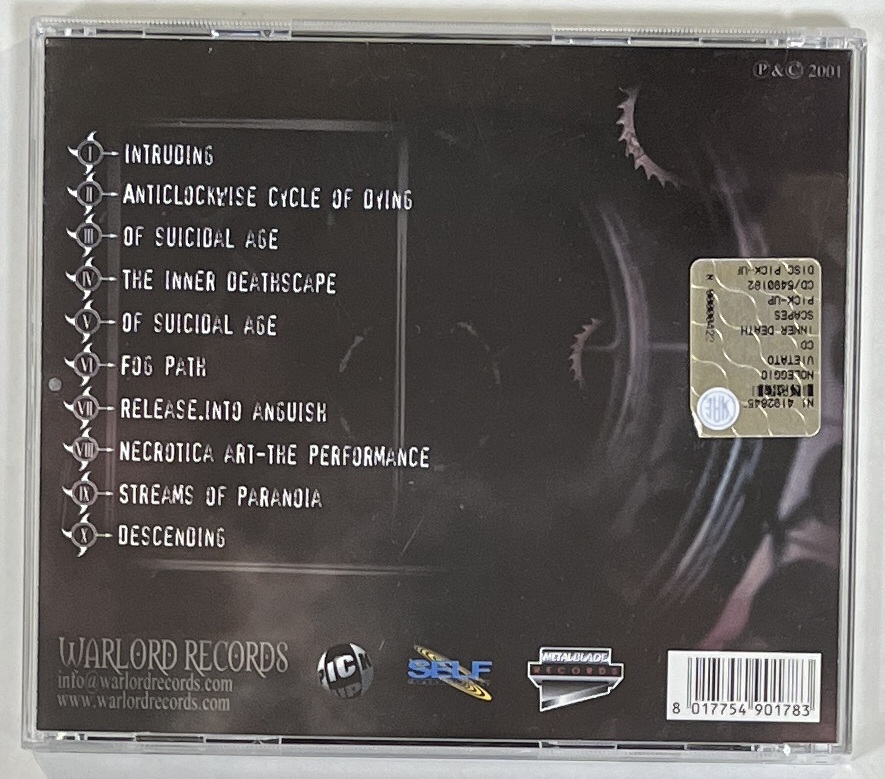 Ⓟ & © 2001
I INTRUDING
II ANTICLOCKWISE CYCLE OF DYING
III OF SUICIDAL AGE
IV THE INNER DEATHSCAPE
V OF SUICIDAL AGE
VI FOG PATH
VII RELEASE.INTO ANGUISH
VIII NECROTICA ART-THE PERFORMANCE
IX STREAMS OF PARANOIA
X DESCENDING
N! 4192645
NOLEGGIO
VIETATO
CD
INNER DEATH
SCAPES
PICK-UP
CD/5490182
DISC PICK-UP
WARLORD RECORDS
info@warlordrecords.com
www.warlordrecords.com
PICK UP
SELF
METAL BLADE
RECORDS
8 017754 901783